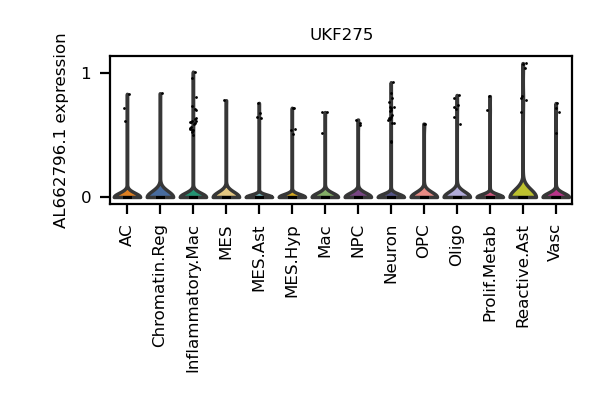 UKF275
AL662796.1 expression
1
0
AC
Chromatin.Reg
Inflammatory.Mac
MES
MES.Ast
MES.Hyp
Mac
NPC
Neuron
OPC
Oligo
Prolif.Metab
Reactive.Ast
Vasc